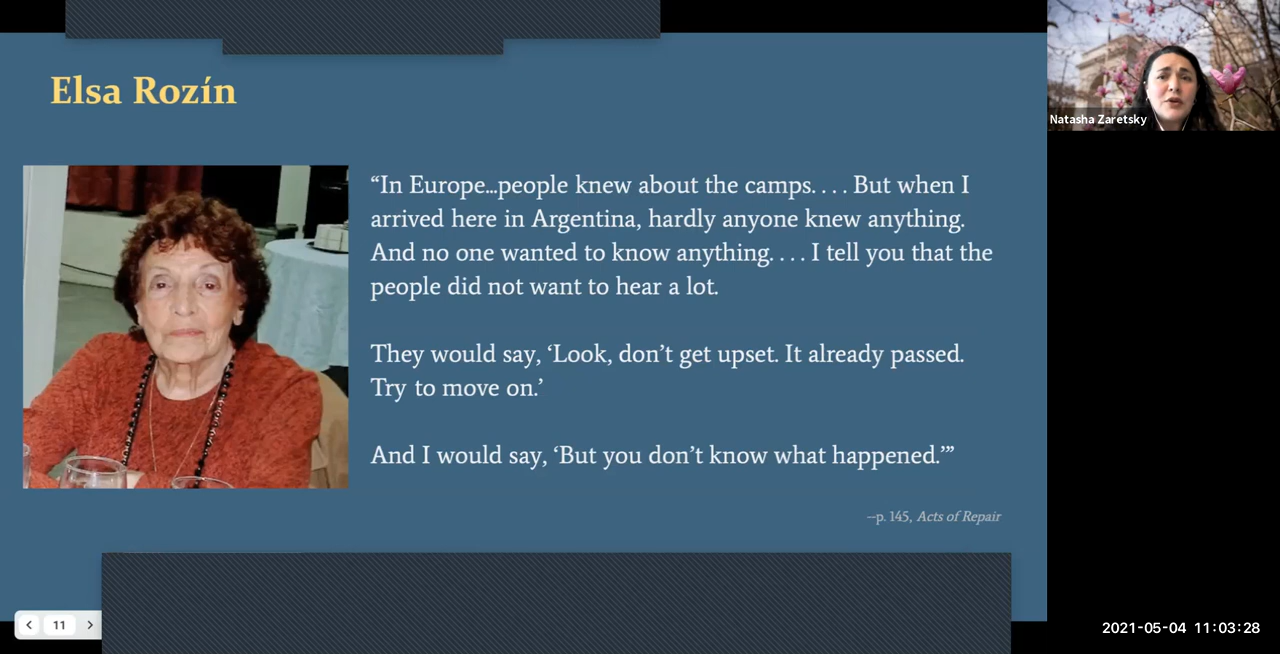 Elsa Rozín
“In Europe...people knew about the camps. . . . But when I
arrived here in Argentina, hardly anyone knew anything.
And no one wanted to know anything. . . . I tell you that the
people did not want to hear a lot.
They would say, ‘Look, don’t get upset. It already passed.
Try to move on.’
And I would say, ‘But you don’t know what happened.’”
—p. 145, Acts of Repair
Natasha Zaretsky
11
2021-05-04 11:03:28